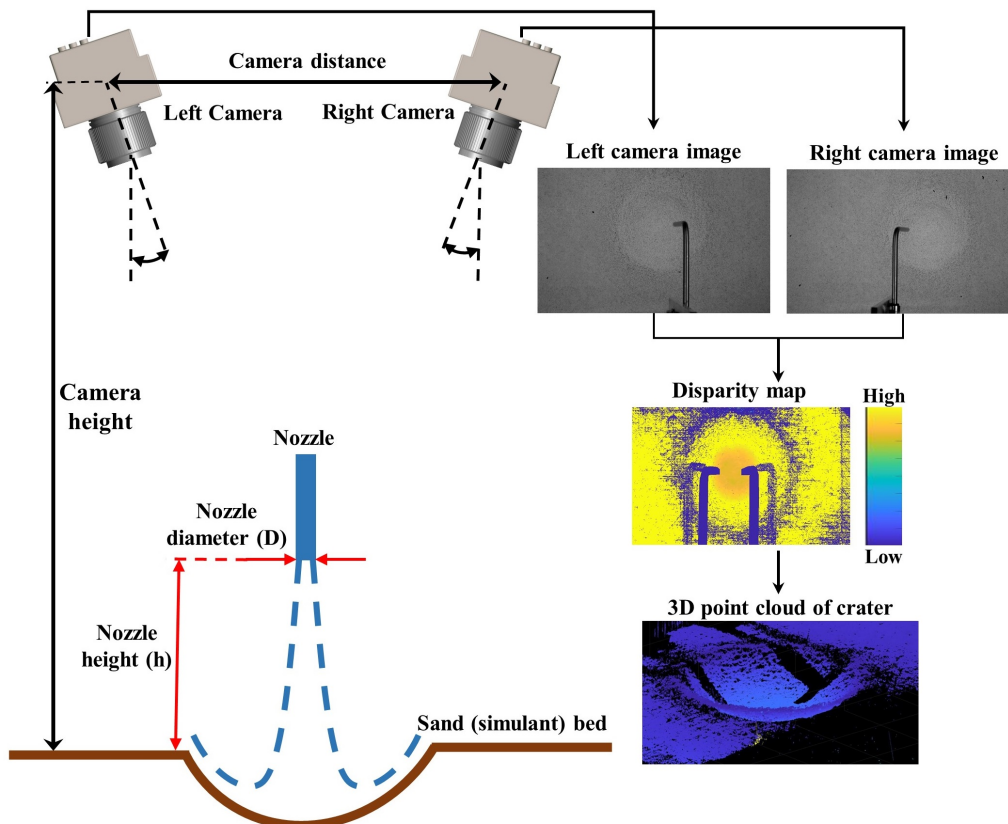 Camera distance
Left Camera
Right Camera
Left camera image
Right camera image
Camera
height
Disparity map
High
Low
Nozzle
Nozzle
diameter (D)
Nozzle
height (h)
3D point cloud of crater
Sand (simulant) bed